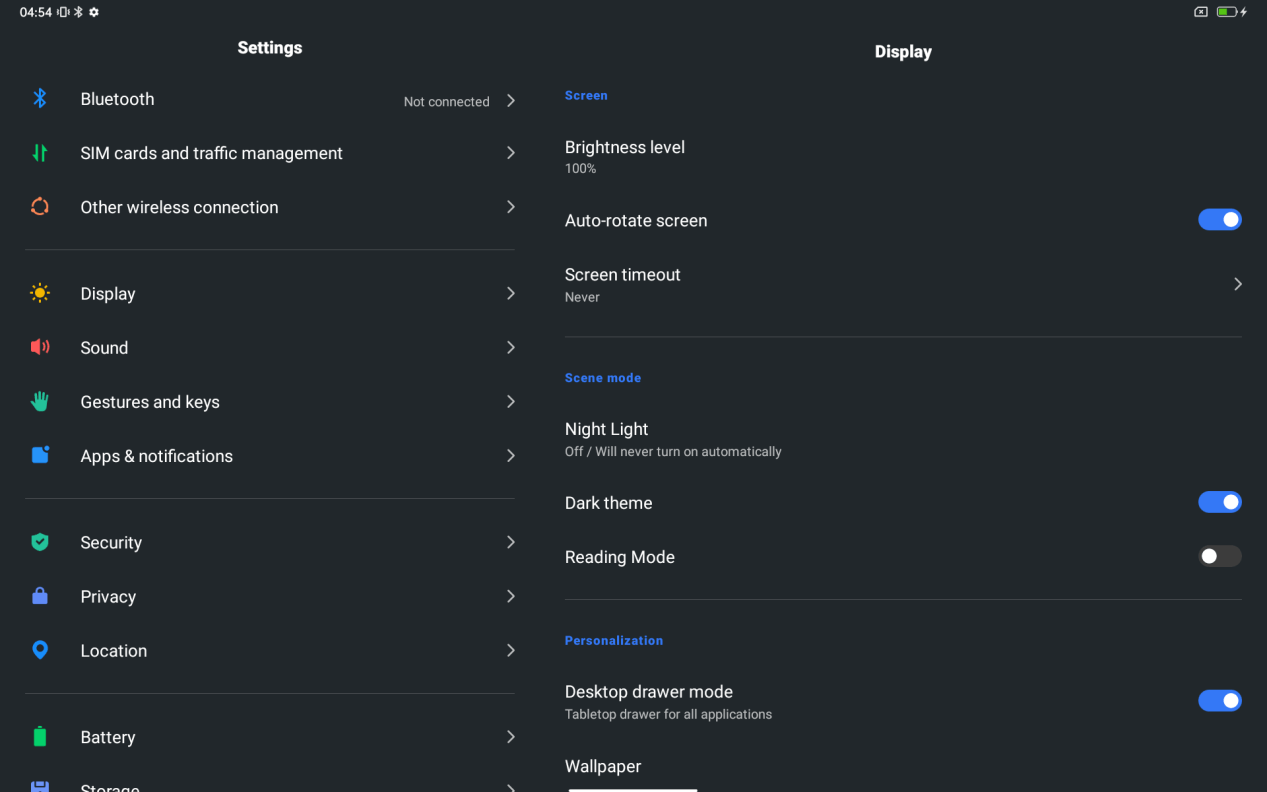 04:54
Settings
Bluetooth
Not connected
SIM cards and traffic management
Other wireless connection
Display
Sound
Gestures and keys
Apps & notifications
Security
Privacy
Location
Battery
Storage
Display
Screen
Brightness level
100%
Auto-rotate screen
Screen timeout
Never
Scene mode
Night Light
Off / Will never turn on automatically
Dark theme
Reading Mode
Personalization
Desktop drawer mode
Tabletop drawer for all applications
Wallpaper